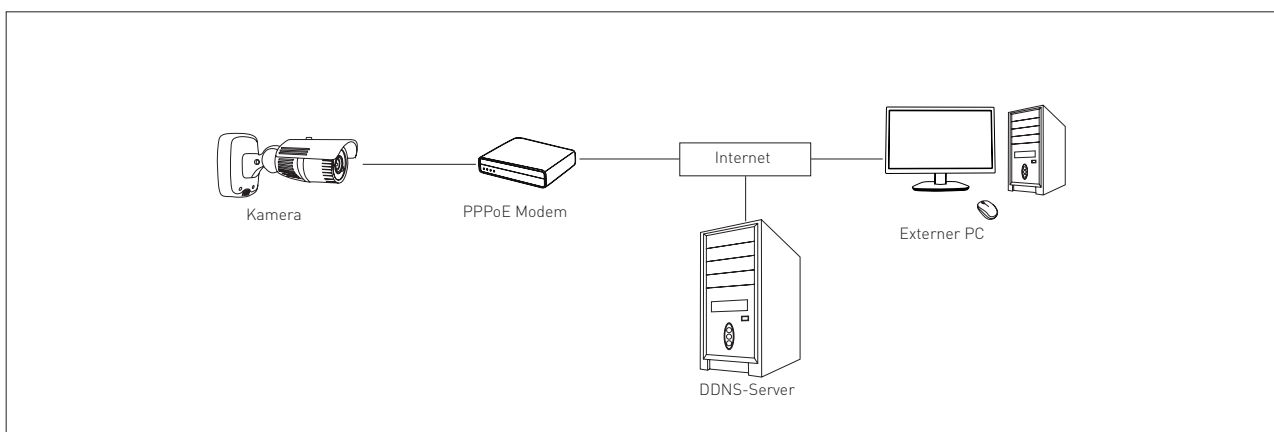 Internet
Kamera
PPPoE Modem
Externer PC
DDNS-Server